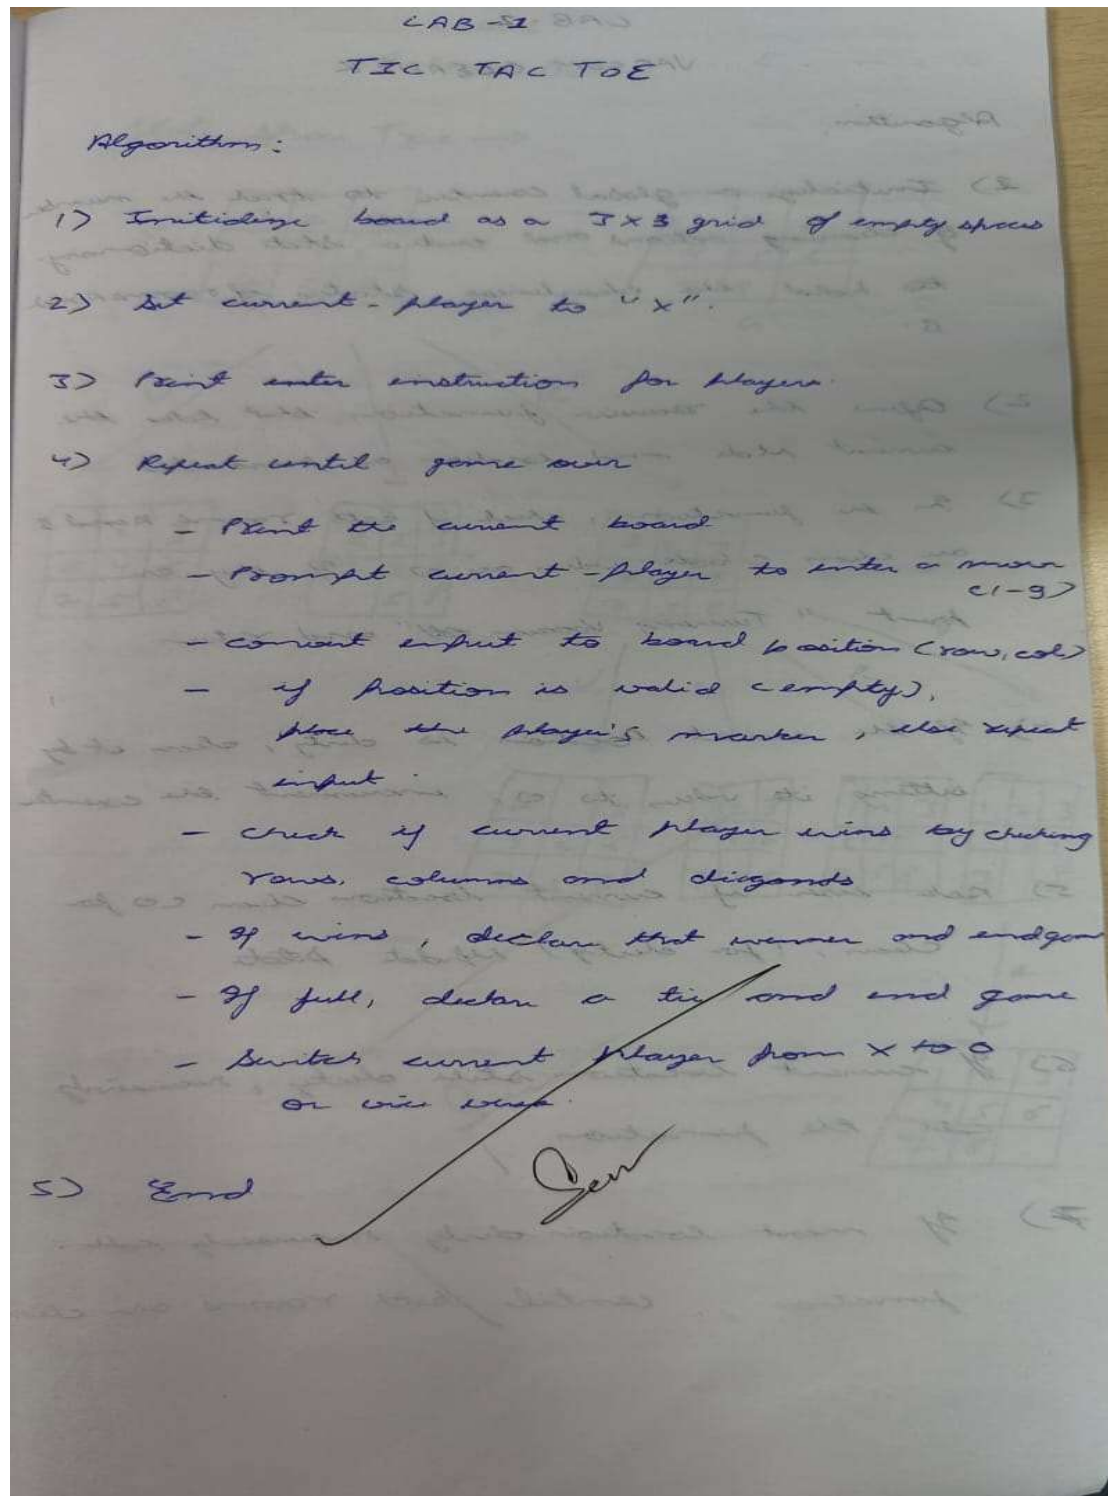 LAB-1
TIC TAC TOE
Algorithm:
1) Initialize board as a 3x3 grid of empty spaces
2) Set current-player to "x".
3) Print enter instruction for players.
4) Repeat until game over
- Print the current board
- Prompt current-player to enter a move
(1-9)
- convert input to board position (row, col)
- if position is valid (empty),
place the player's marker, else repeat
input.
- check if current player wins by checking
rows, columns and diagonals
- If wins, declare that winner and endgame
- If full, declare a tie and end game
- Switch current player from X to O
or vice versa.
5) End